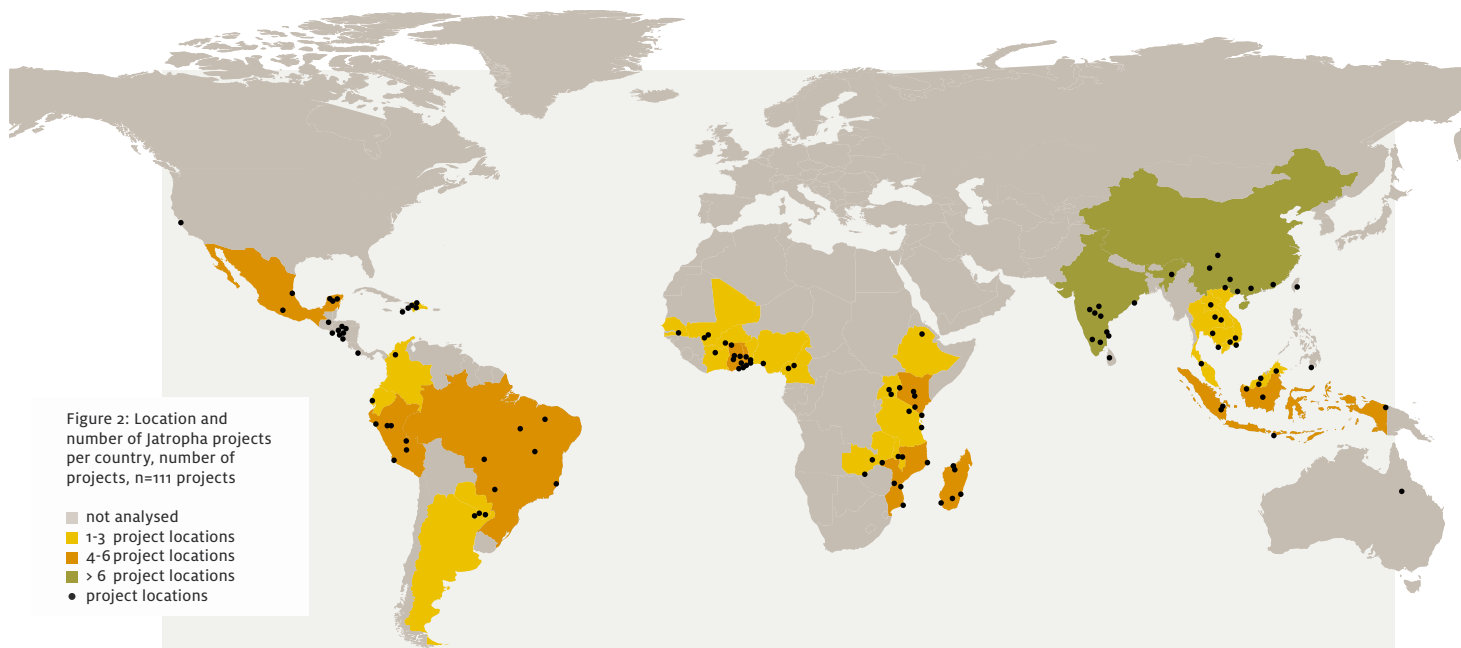 Figure 2: Location and
number of Jatropha projects
per country, number of
projects, n=111 projects
not analysed
1-3 project locations
4-6 project locations
> 6 project locations
project locations